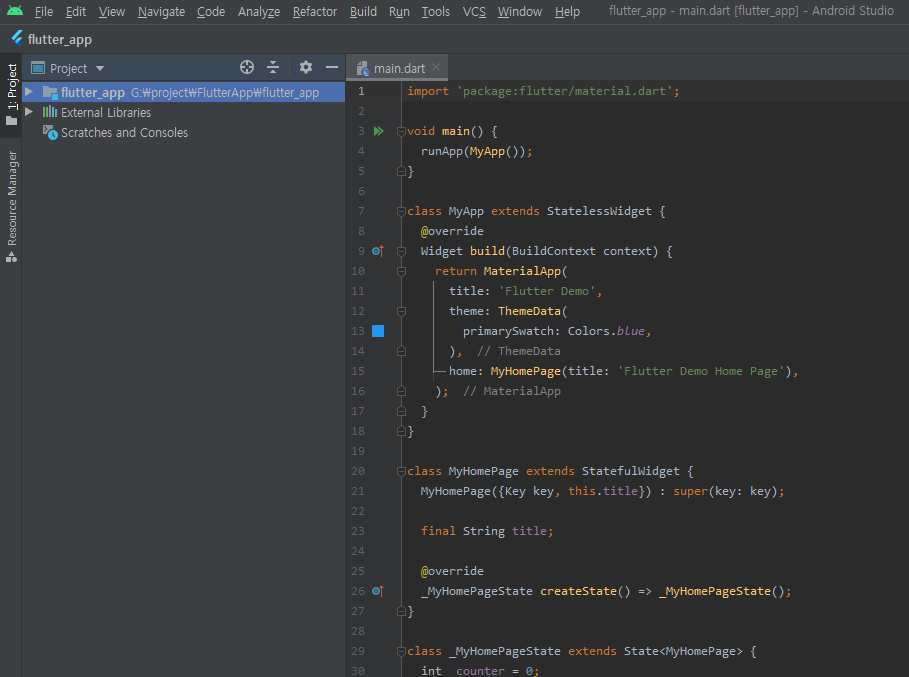 File Edit View Navigate Code Analyze Refactor Build Run Tools VCS Window Help flutter_app - main.dart [flutter_app] - Android Studio
flutter_app
1: Project
Resource Manager
Project
flutter_app G:₩project₩FlutterApp₩flutter_app
External Libraries
Scratches and Consoles
main.dart
1 import 'package:flutter/material.dart';
2
3 void main() {
4 runApp(MyApp());
5 }
6
7 class MyApp extends StatelessWidget {
8 @override
9 Widget build(BuildContext context) {
10 return MaterialApp(
11 title: 'Flutter Demo',
12 theme: ThemeData(
13 primarySwatch: Colors.blue,
14 ), // ThemeData
15 home: MyHomePage(title: 'Flutter Demo Home Page'),
16 ); // MaterialApp
17 }
18 }
19
20 class MyHomePage extends StatefulWidget {
21 MyHomePage({Key key, this.title}) : super(key: key);
22
23 final String title;
24
25 @override
26 _MyHomePageState createState() => _MyHomePageState();
27 }
28
29 class _MyHomePageState extends State<MyHomePage> {
30 int _counter = 0;